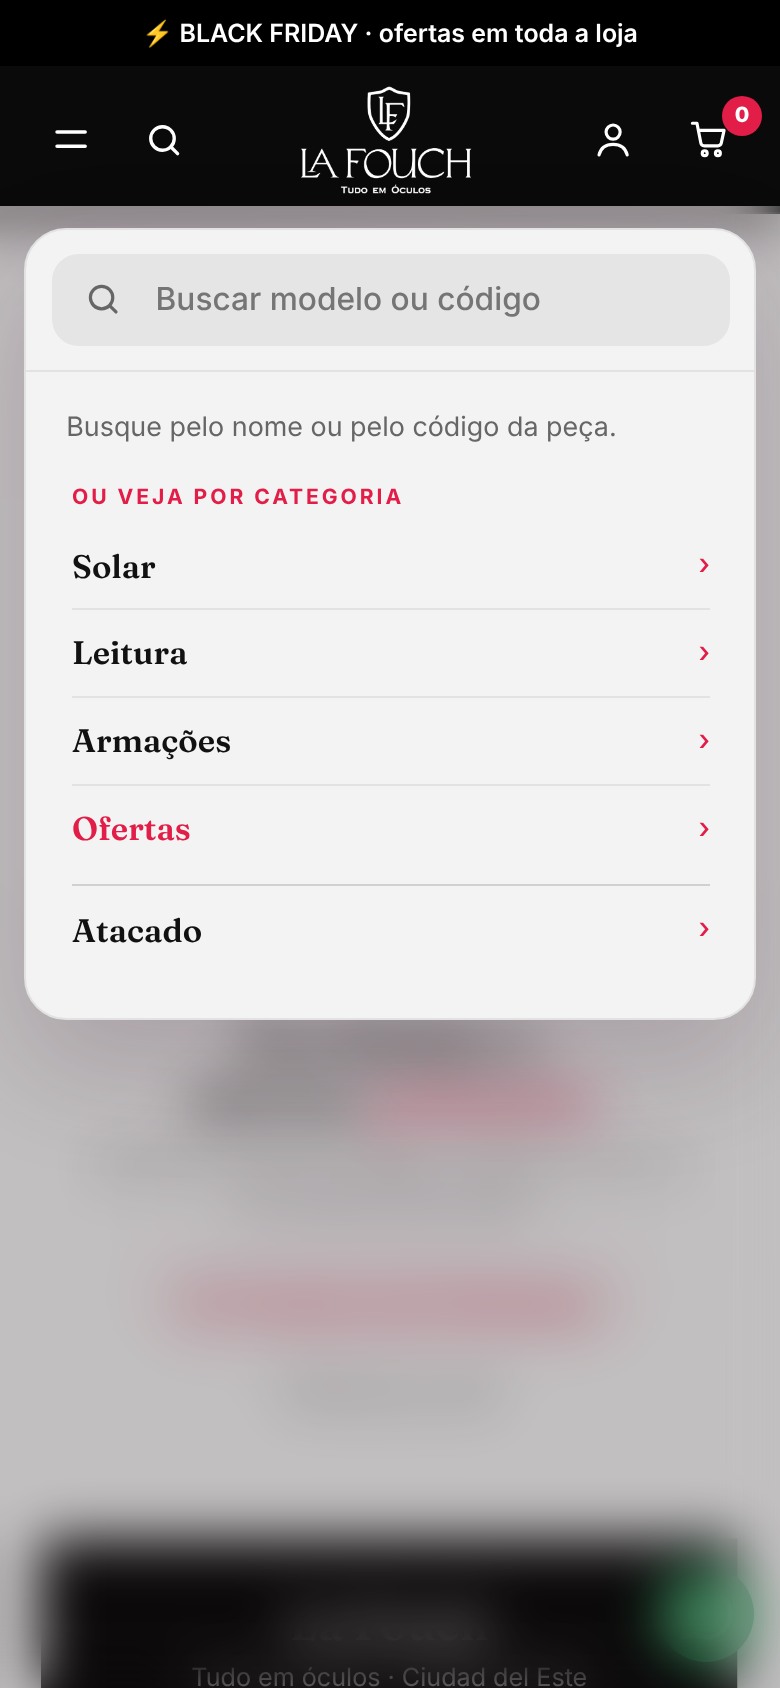 ⚡ BLACK FRIDAY · ofertas em toda a loja
LF
LA FOUCH
TUDO EM ÓCULOS
0
Buscar modelo ou código
Busque pelo nome ou pelo código da peça.
OU VEJA POR CATEGORIA
Solar ›
Leitura ›
Armações ›
Ofertas ›
Atacado ›
Tudo em óculos · Ciudad del Este